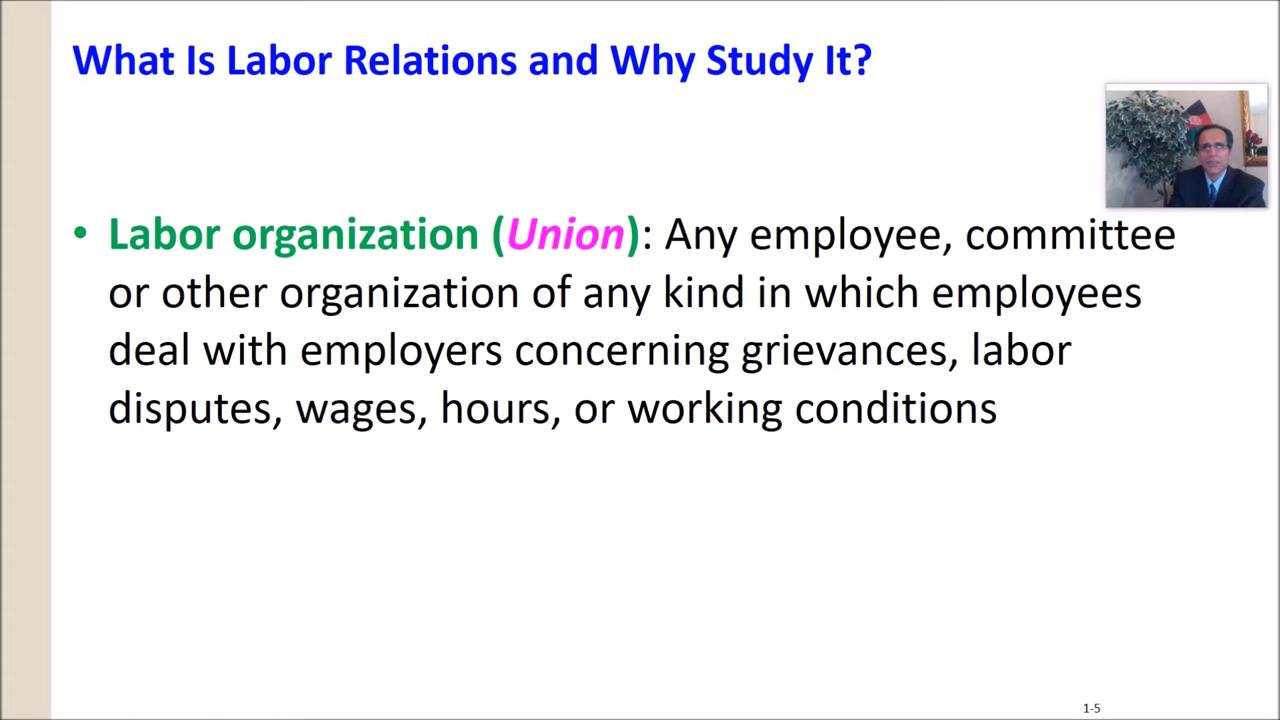 What Is Labor Relations and Why Study It?
• Labor organization (Union): Any employee, committee
or other organization of any kind in which employees
deal with employers concerning grievances, labor
disputes, wages, hours, or working conditions
1-5